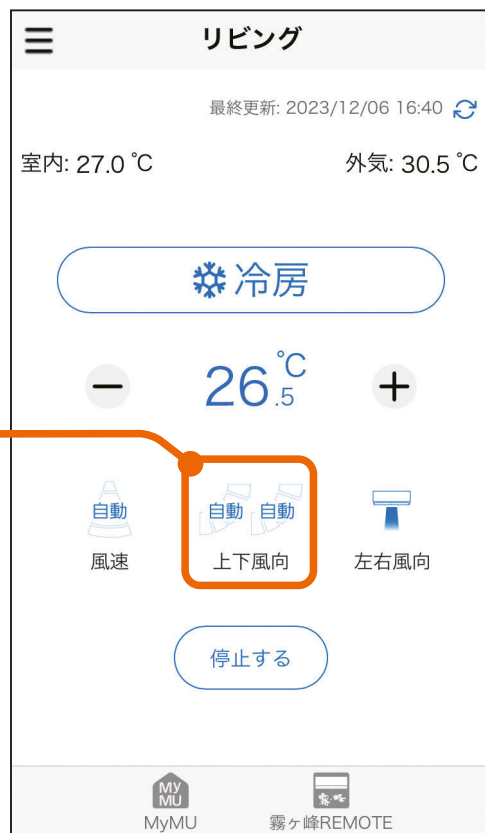 リビング
最終更新: 2023/12/06 16:40
室内: 27.0 ℃ 外気: 30.5 ℃
冷房
26.5 ℃
自動 自動 自動
風速 上下風向 左右風向
停止する
MY MU 霧ヶ峰
MyMU 霧ヶ峰REMOTE